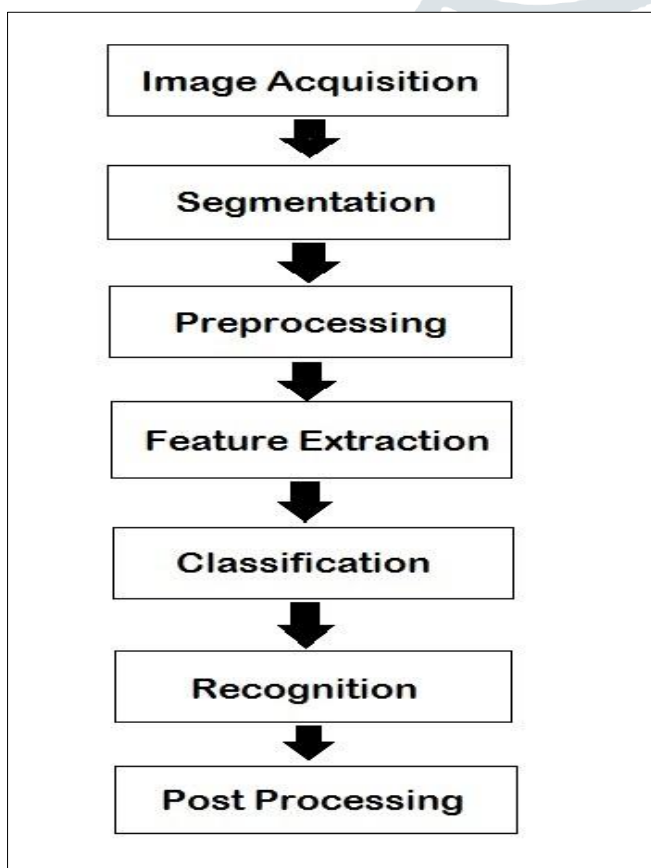 Image Acquisition
Segmentation
Preprocessing
Feature Extraction
Classification
Recognition
Post Processing